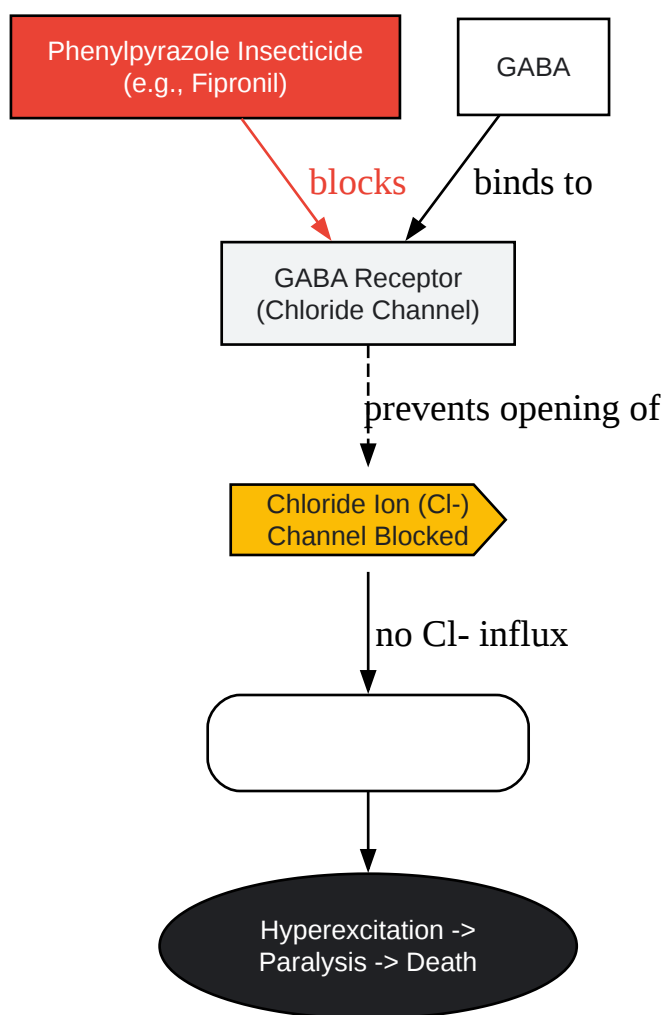 Phenylpyrazole Insecticide
(e.g., Fipronil)
GABA
blocks
binds to
GABA Receptor
(Chloride Channel)
prevents opening of
Chloride Ion (Cl-)
Channel Blocked
no Cl- influx
Hyperexcitation ->
Paralysis -> Death